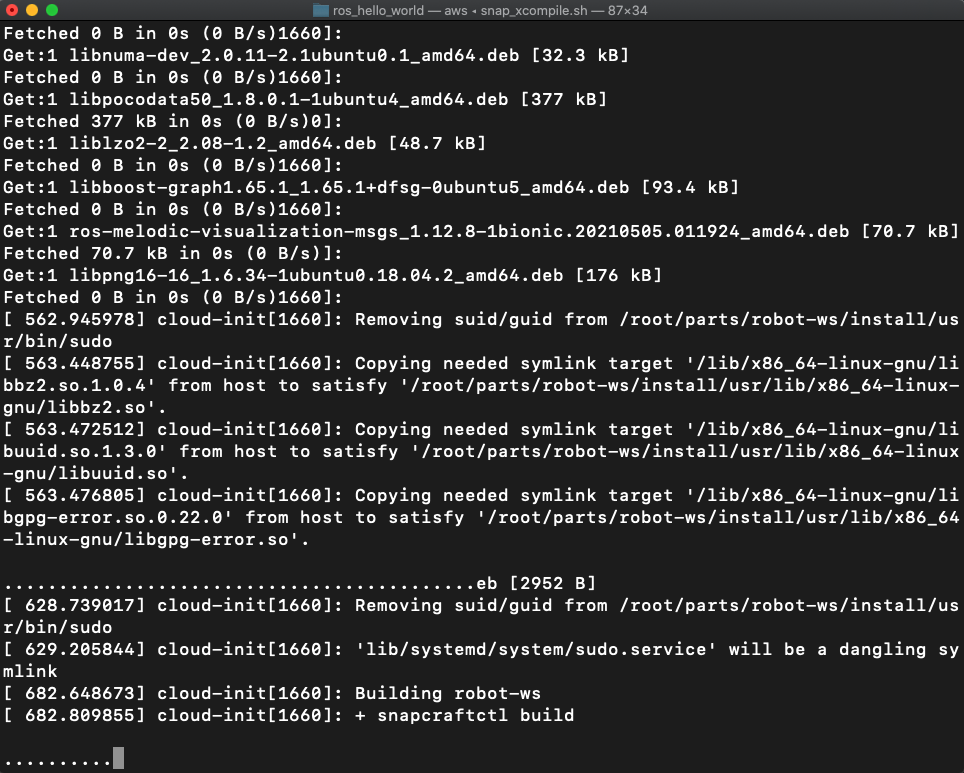 ros_hello_world — aws ◂ snap_xcompile.sh — 87×34
Fetched 0 B in 0s (0 B/s)1660]:
Get:1 libnuma-dev_2.0.11-2.1ubuntu0.1_amd64.deb [32.3 kB]
Fetched 0 B in 0s (0 B/s)1660]:
Get:1 libpocodata50_1.8.0.1-1ubuntu4_amd64.deb [377 kB]
Fetched 377 kB in 0s (0 B/s)0]:
Get:1 liblzo2-2_2.08-1.2_amd64.deb [48.7 kB]
Fetched 0 B in 0s (0 B/s)1660]:
Get:1 libboost-graph1.65.1_1.65.1+dfsg-0ubuntu5_amd64.deb [93.4 kB]
Fetched 0 B in 0s (0 B/s)1660]:
Get:1 ros-melodic-visualization-msgs_1.12.8-1bionic.20210505.011924_amd64.deb [70.7 kB]
Fetched 70.7 kB in 0s (0 B/s)]:
Get:1 libpng16-16_1.6.34-1ubuntu0.18.04.2_amd64.deb [176 kB]
Fetched 0 B in 0s (0 B/s)1660]:
[ 562.945978] cloud-init[1660]: Removing suid/guid from /root/parts/robot-ws/install/us
r/bin/sudo
[ 563.448755] cloud-init[1660]: Copying needed symlink target '/lib/x86_64-linux-gnu/li
bbz2.so.1.0.4' from host to satisfy '/root/parts/robot-ws/install/usr/lib/x86_64-linux-
gnu/libbz2.so'.
[ 563.472512] cloud-init[1660]: Copying needed symlink target '/lib/x86_64-linux-gnu/li
buuid.so.1.3.0' from host to satisfy '/root/parts/robot-ws/install/usr/lib/x86_64-linux
-gnu/libuuid.so'.
[ 563.476805] cloud-init[1660]: Copying needed symlink target '/lib/x86_64-linux-gnu/li
bgpg-error.so.0.22.0' from host to satisfy '/root/parts/robot-ws/install/usr/lib/x86_64
-linux-gnu/libgpg-error.so'.
...........................................eb [2952 B]
[ 628.739017] cloud-init[1660]: Removing suid/guid from /root/parts/robot-ws/install/us
r/bin/sudo
[ 629.205844] cloud-init[1660]: 'lib/systemd/system/sudo.service' will be a dangling sy
mlink
[ 682.648673] cloud-init[1660]: Building robot-ws
[ 682.809855] cloud-init[1660]: + snapcraftctl build
..........